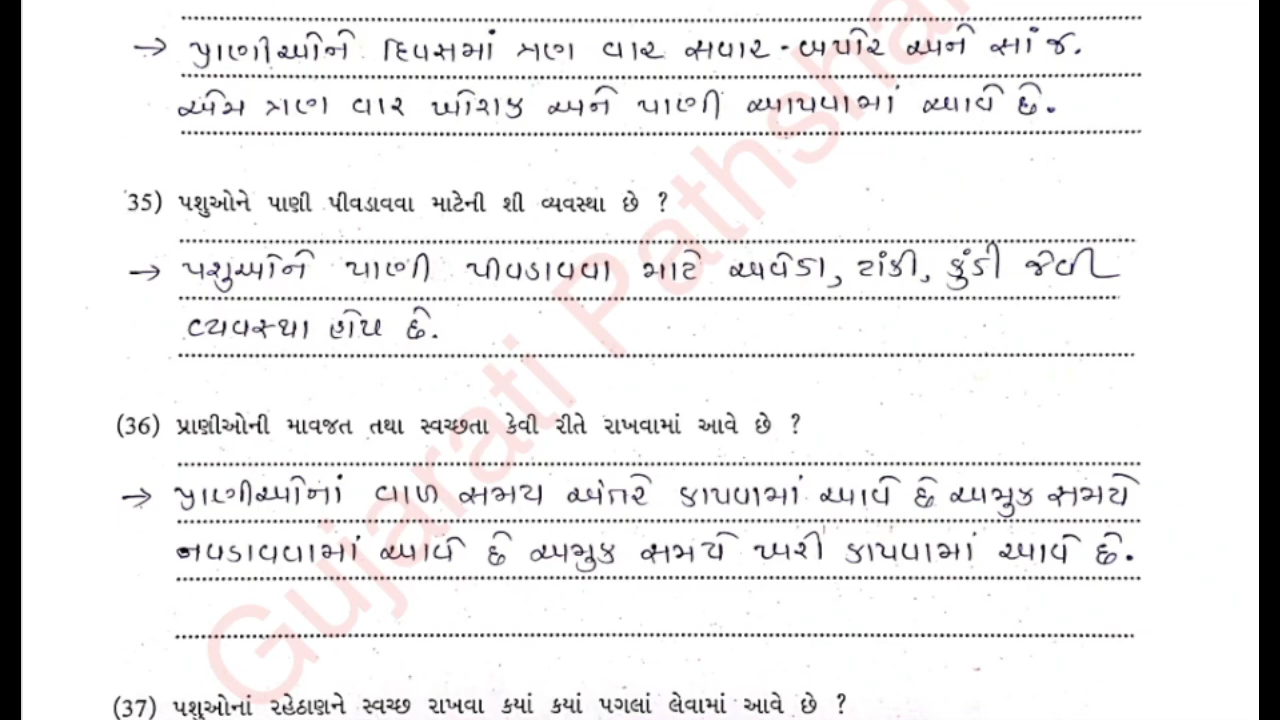 → પ્રાણીઓને દિવસમાં ત્રણ વાર સવાર - બપોર અને સાંજ.
એમ ત્રણ વાર ખોરાક અને પાણી આપવામાં આવે છે.
35) પશુઓને પાણી પીવડાવવા માટેની શી વ્યવસ્થા છે ?
→ પશુઓને પાણી પીવડાવવા માટે અવેડા, ટાંકી, કુંડી જેવી
વ્યવસ્થા હોય છે.
(36) પ્રાણીઓની માવજત તથા સ્વચ્છતા કેવી રીતે રાખવામાં આવે છે ?
→ પ્રાણીઓનાં વાળ સમય અંતરે કાપવામાં આવે છે અમુક સમયે
નવડાવવામાં આવે છે અમુક સમયે ખરી કાપવામાં આવે છે.
(37) પશુઓનાં રહેઠાણને સ્વચ્છ રાખવા કયાં કયાં પગલાં લેવામાં આવે છે ?
Gujarati Pathshal